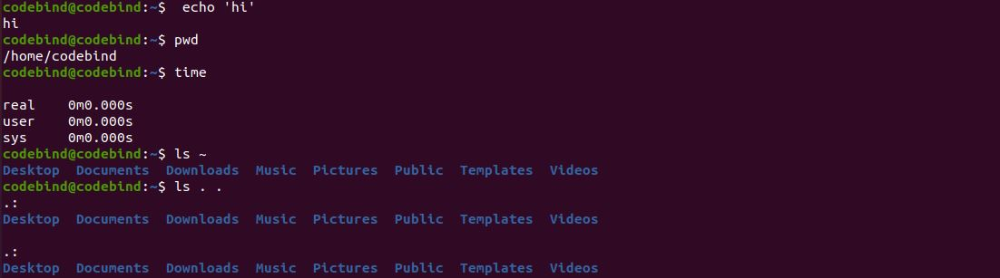 codebind@codebind:~$  echo 'hi'
hi
codebind@codebind:~$ pwd
/home/codebind
codebind@codebind:~$ time

real    0m0.000s
user    0m0.000s
sys     0m0.000s
codebind@codebind:~$ ls ~
Desktop  Documents  Downloads  Music  Pictures  Public  Templates  Videos
codebind@codebind:~$ ls . .
.:
Desktop  Documents  Downloads  Music  Pictures  Public  Templates  Videos

.:
Desktop  Documents  Downloads  Music  Pictures  Public  Templates  Videos